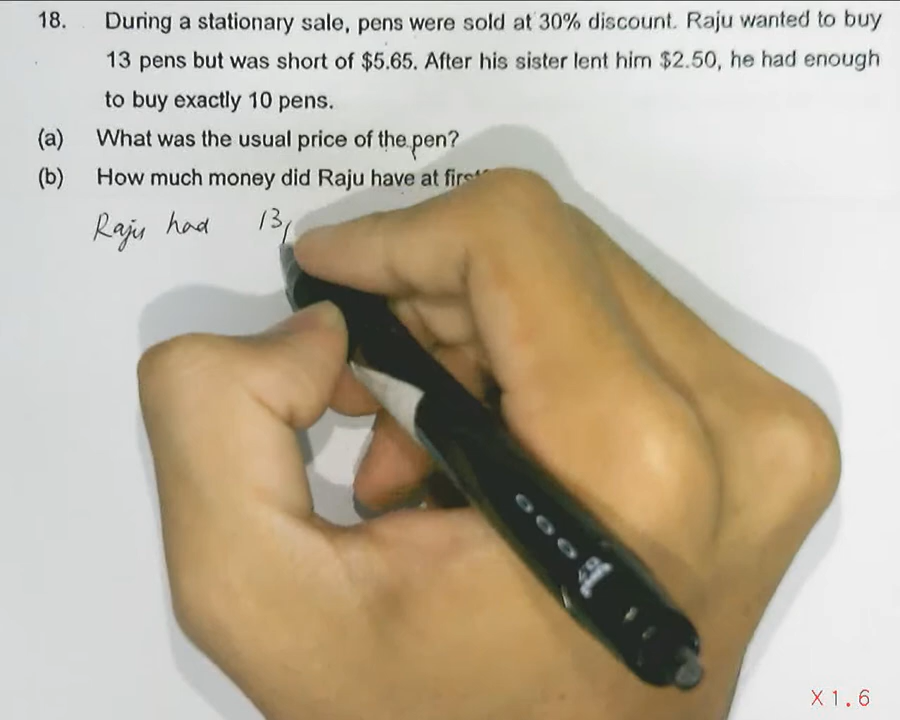 18. During a stationary sale, pens were sold at 30% discount. Raju wanted to buy
13 pens but was short of $5.65. After his sister lent him $2.50, he had enough
to buy exactly 10 pens.
(a) What was the usual price of the pen?
(b) How much money did Raju have at first
Raju had 13
X1.6